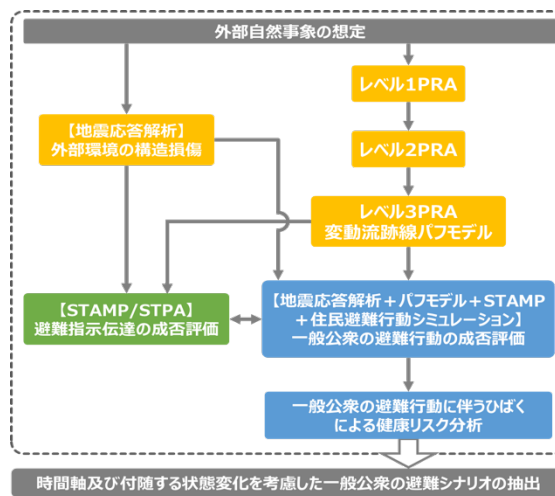 外部自然事象の想定
レベル1PRA
【地震応答解析】
外部環境の構造損傷
レベル2PRA
レベル3PRA
変動流跡線パフモデル
【STAMP/STPA】
避難指示伝達の成否評価
【地震応答解析+パフモデル+STAMP
+住民避難行動シミュレーション】
一般公衆の避難行動の成否評価
一般公衆の避難行動に伴うひばく
による健康リスク分析
時間軸及び付随する状態変化を考慮した一般公衆の避難シナリオの抽出